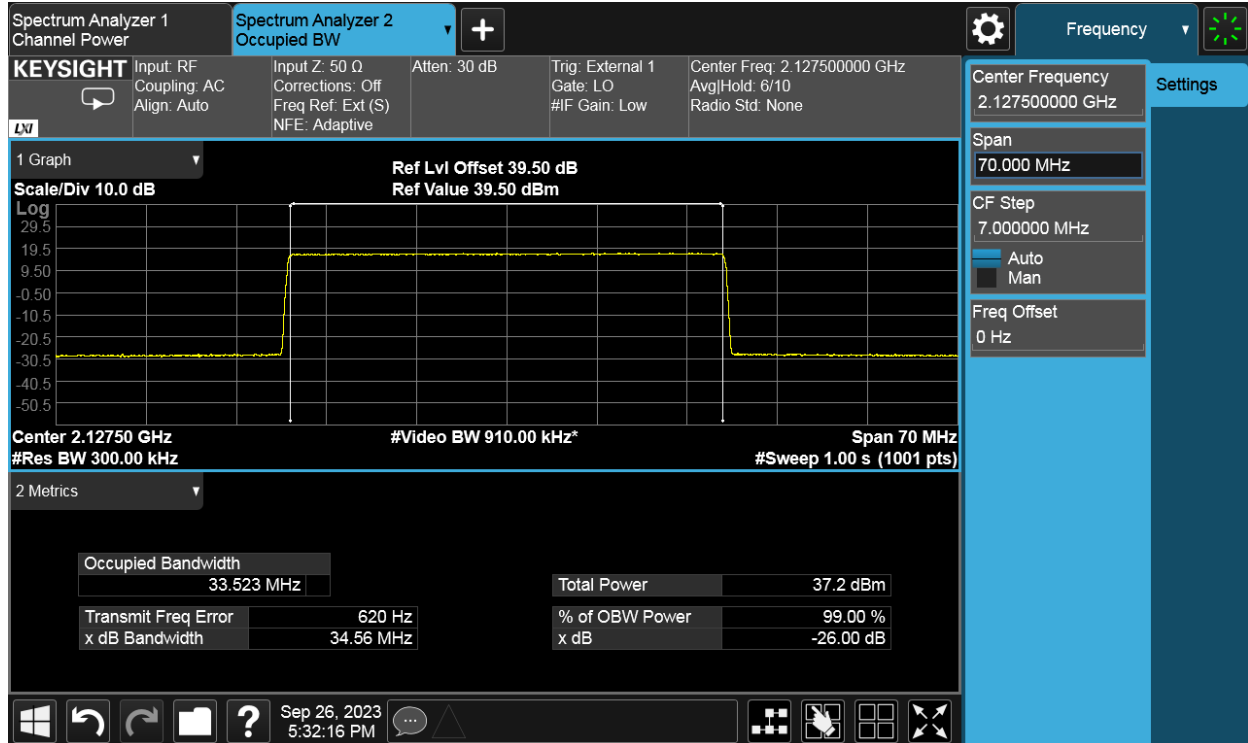 Spectrum Analyzer 1
Channel Power
Spectrum Analyzer 2
Occupied BW
Frequency
KEYSIGHT
LXI
Input: RF
Coupling: AC
Align: Auto
Input Z: 50 Ω
Corrections: Off
Freq Ref: Ext (S)
NFE: Adaptive
Atten: 30 dB
Trig: External 1
Gate: LO
#IF Gain: Low
Center Freq: 2.127500000 GHz
Avg|Hold: 6/10
Radio Std: None
Center Frequency
2.127500000 GHz
Settings
Span
70.000 MHz
CF Step
7.000000 MHz
Auto
Man
Freq Offset
0 Hz
1 Graph
Scale/Div 10.0 dB
Ref Lvl Offset 39.50 dB
Ref Value 39.50 dBm
Log
29.5
19.5
9.50
-0.50
-10.5
-20.5
-30.5
-40.5
-50.5
Center 2.12750 GHz
#Video BW 910.00 kHz*
Span 70 MHz
#Res BW 300.00 kHz
#Sweep 1.00 s (1001 pts)
2 Metrics
Occupied Bandwidth
33.523 MHz
Total Power 37.2 dBm
Transmit Freq Error 620 Hz
% of OBW Power 99.00 %
x dB Bandwidth 34.56 MHz
x dB -26.00 dB
?
Sep 26, 2023
5:32:16 PM